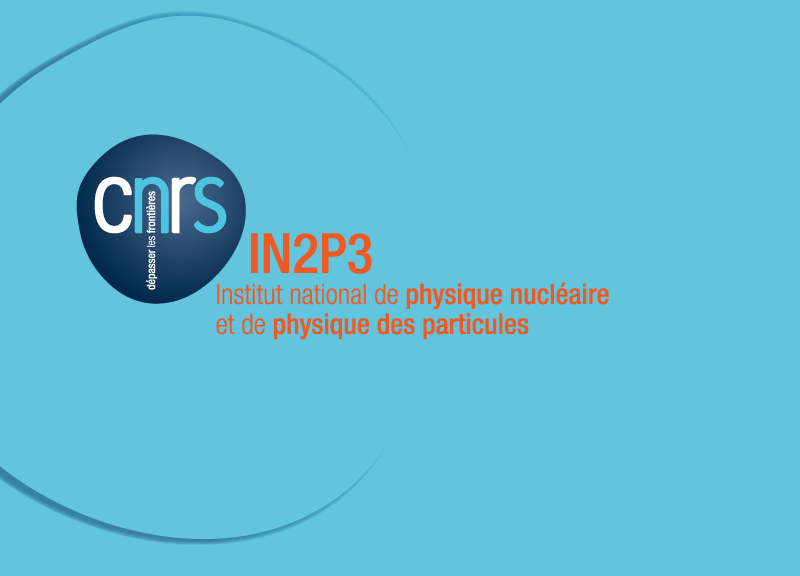 cnrs
dépasser les frontières
IN2P3
Institut national de physique nucléaire
et de physique des particules